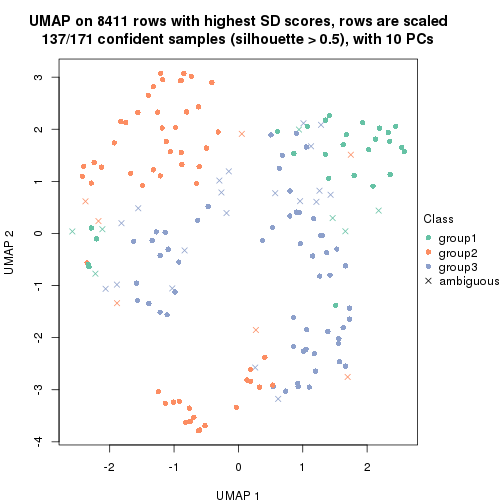 UMAP on 8411 rows with highest SD scores, rows are scaled
137/171 confident samples (silhouette > 0.5), with 10 PCs
3
2
1
0
-1
-2
-3
-4
UMAP 2
-2
-1
0
1
2
UMAP 1
Class
group1
group2
group3
ambiguous